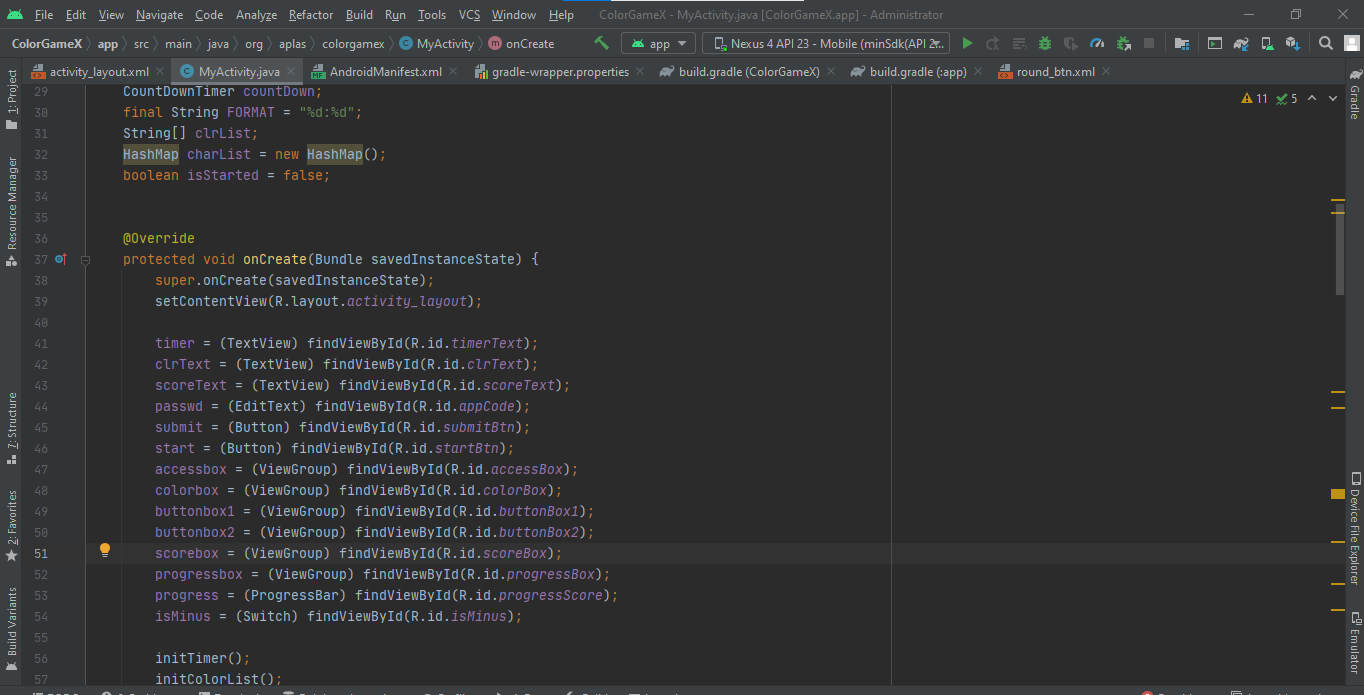 File Edit View Navigate Code Analyze Refactor Build Run Tools VCS Window Help ColorGameX - MyActivity.java [ColorGameX.app] - Administrator
ColorGameX app src main java org aplas colorgamex MyActivity onCreate app Nexus 4 API 23 - Mobile (minSdk(API 2...
activity_layout.xml MyActivity.java AndroidManifest.xml gradle-wrapper.properties build.gradle (ColorGameX) build.gradle (:app) round_btn.xml
1: Project
Resource Manager
7: Structure
2: Favorites
Build Variants
29 CountDownTimer countDown;
30 final String FORMAT = "%d:%d";
31 String[] clrList;
32 HashMap charList = new HashMap();
33 boolean isStarted = false;
34
35
36 @Override
37 protected void onCreate(Bundle savedInstanceState) {
38 super.onCreate(savedInstanceState);
39 setContentView(R.layout.activity_layout);
40
41 timer = (TextView) findViewById(R.id.timerText);
42 clrText = (TextView) findViewById(R.id.clrText);
43 scoreText = (TextView) findViewById(R.id.scoreText);
44 passwd = (EditText) findViewById(R.id.appCode);
45 submit = (Button) findViewById(R.id.submitBtn);
46 start = (Button) findViewById(R.id.startBtn);
47 accessbox = (ViewGroup) findViewById(R.id.accessBox);
48 colorbox = (ViewGroup) findViewById(R.id.colorBox);
49 buttonbox1 = (ViewGroup) findViewById(R.id.buttonBox1);
50 buttonbox2 = (ViewGroup) findViewById(R.id.buttonBox2);
51 scorebox = (ViewGroup) findViewById(R.id.scoreBox);
52 progressbox = (ViewGroup) findViewById(R.id.progressBox);
53 progress = (ProgressBar) findViewById(R.id.progressScore);
54 isMinus = (Switch) findViewById(R.id.isMinus);
55
56 initTimer();
57 initColorList();
11 5
Gradle
Device File Explorer
Emulator